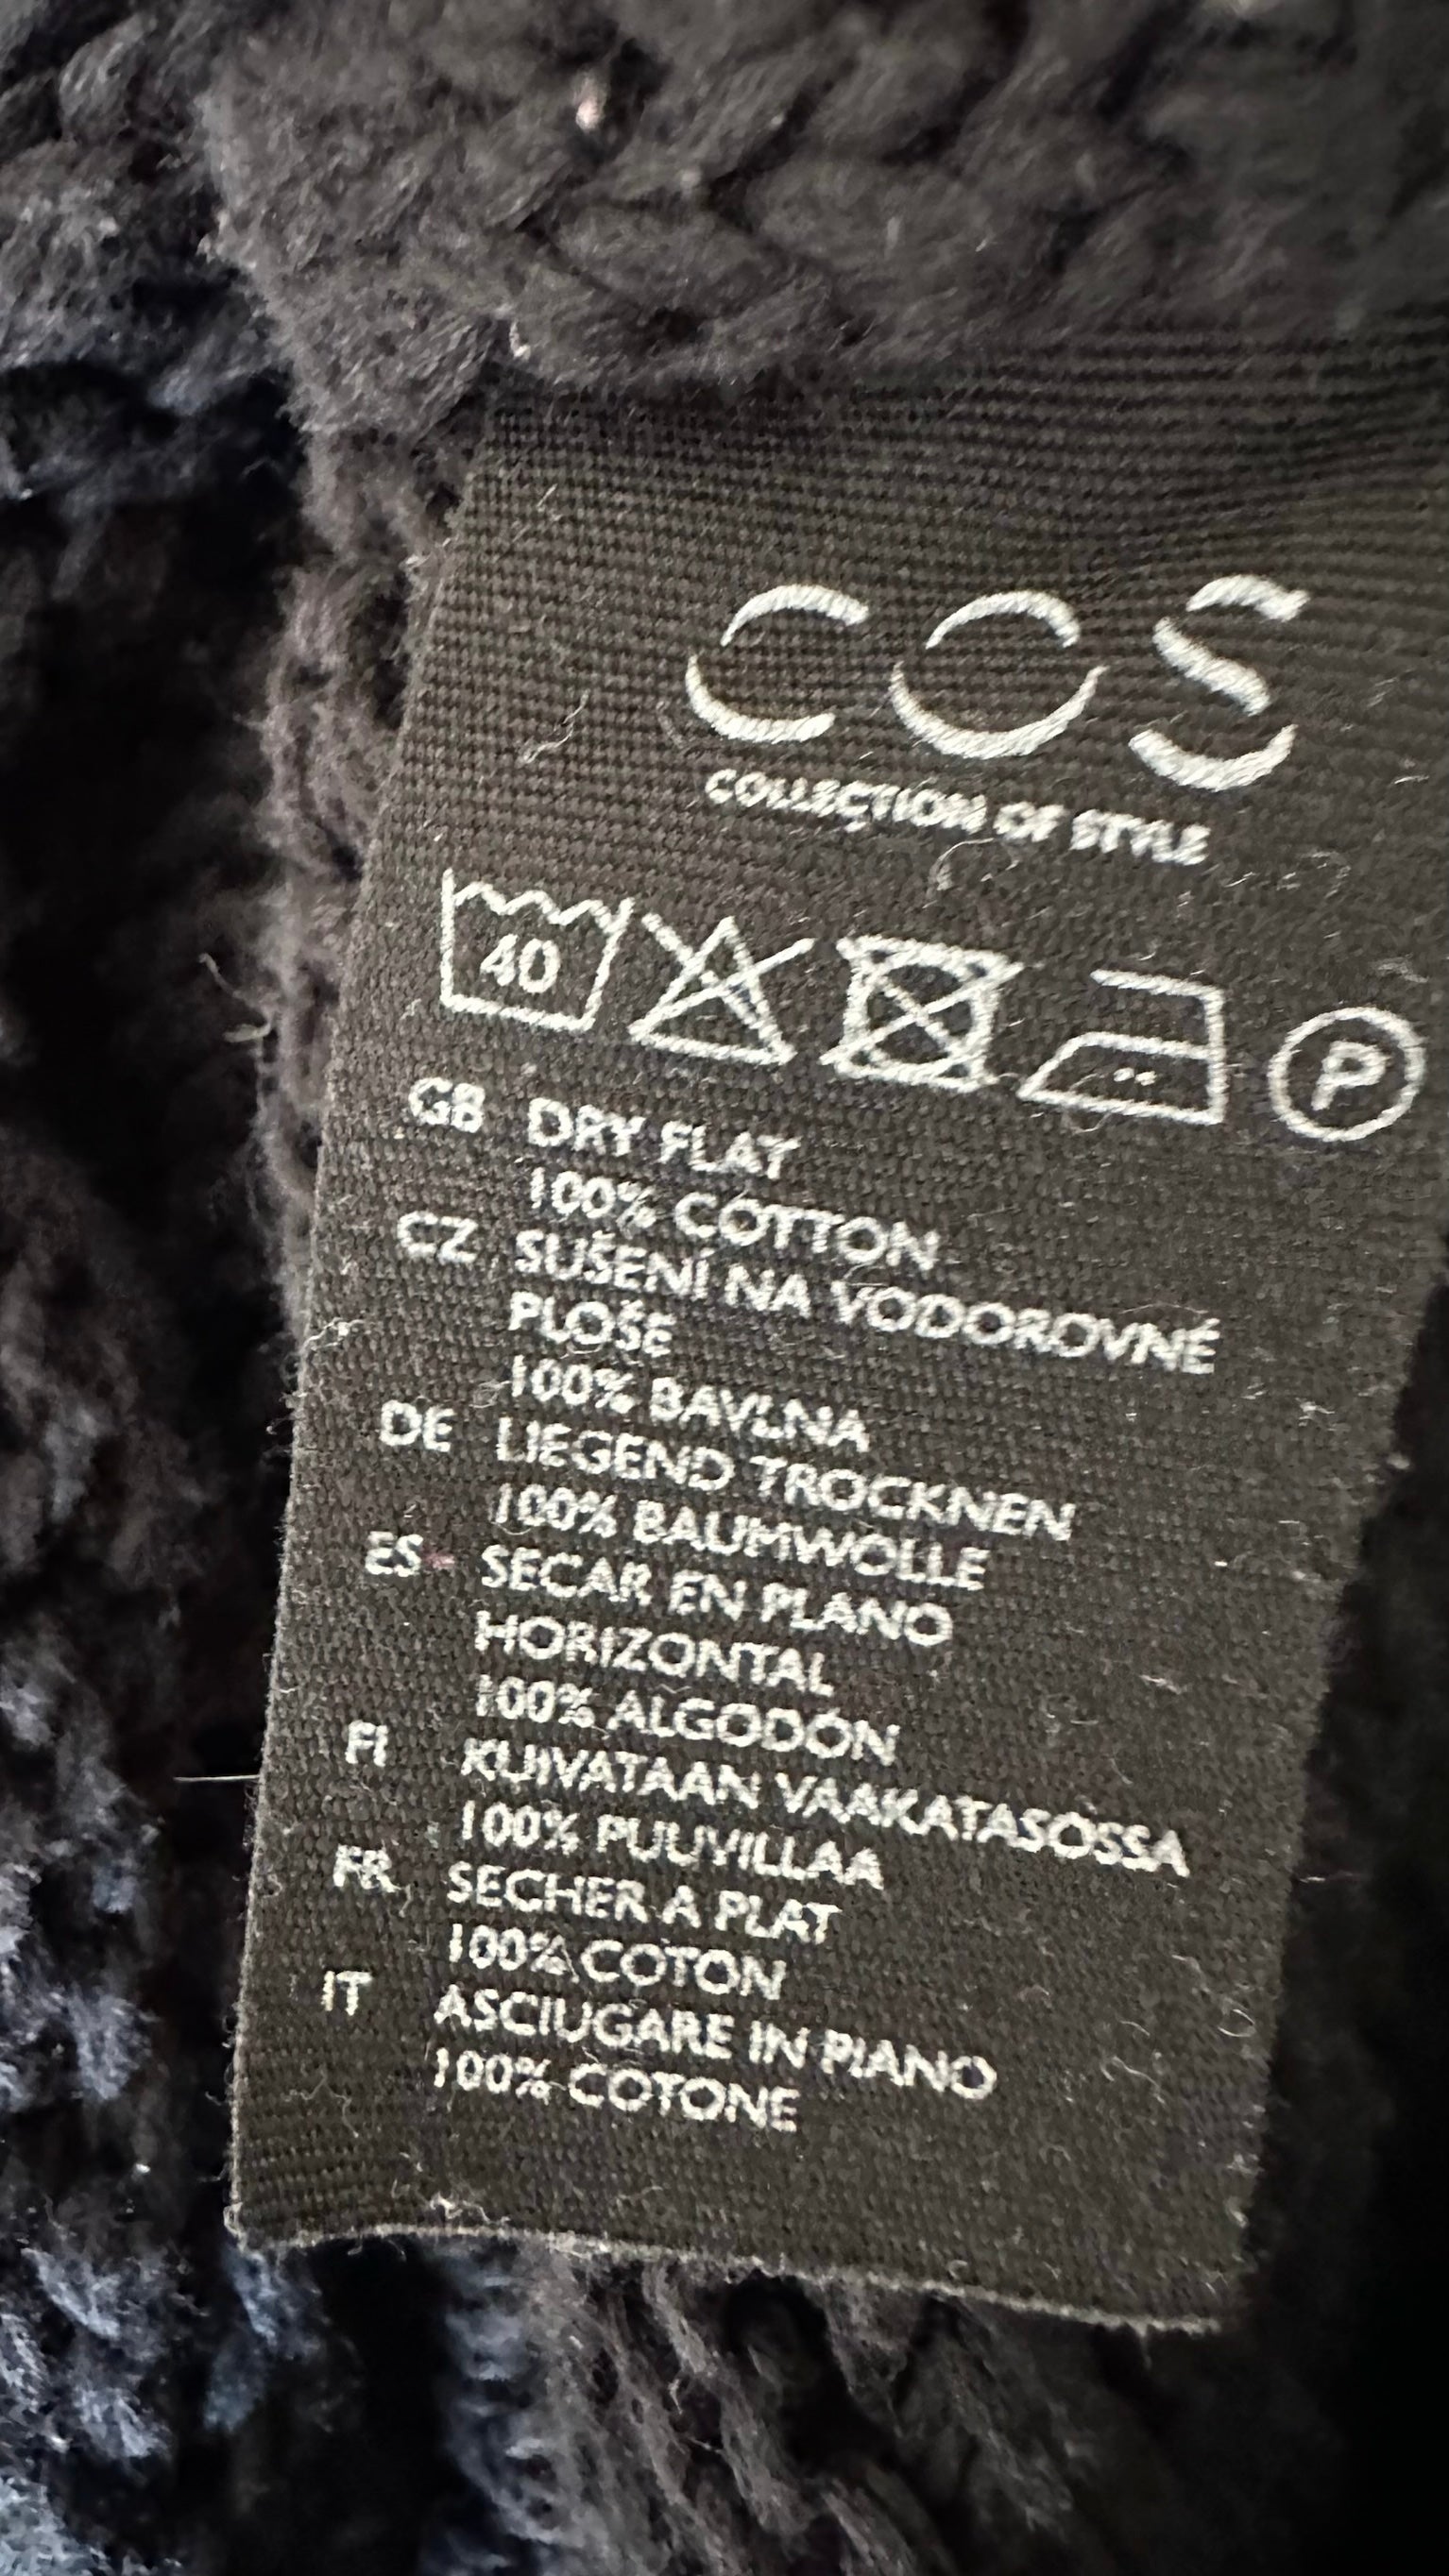 COS
COLLECTION OF STYLE
40
P
GB DRY FLAT
100% COTTON
CZ SUŠENÍ NA VODOROVNÉ
PLOŠE
100% BAVLNA
DE LIEGEND TROCKNEN
100% BAUMWOLLE
ES SECAR EN PLANO
HORIZONTAL
100% ALGODÓN
FI KUIVATAAN VAAKATASOSSA
100% PUUVILLAA
FR SECHER A PLAT
100% COTON
IT ASCIUGARE IN PIANO
100% COTONE